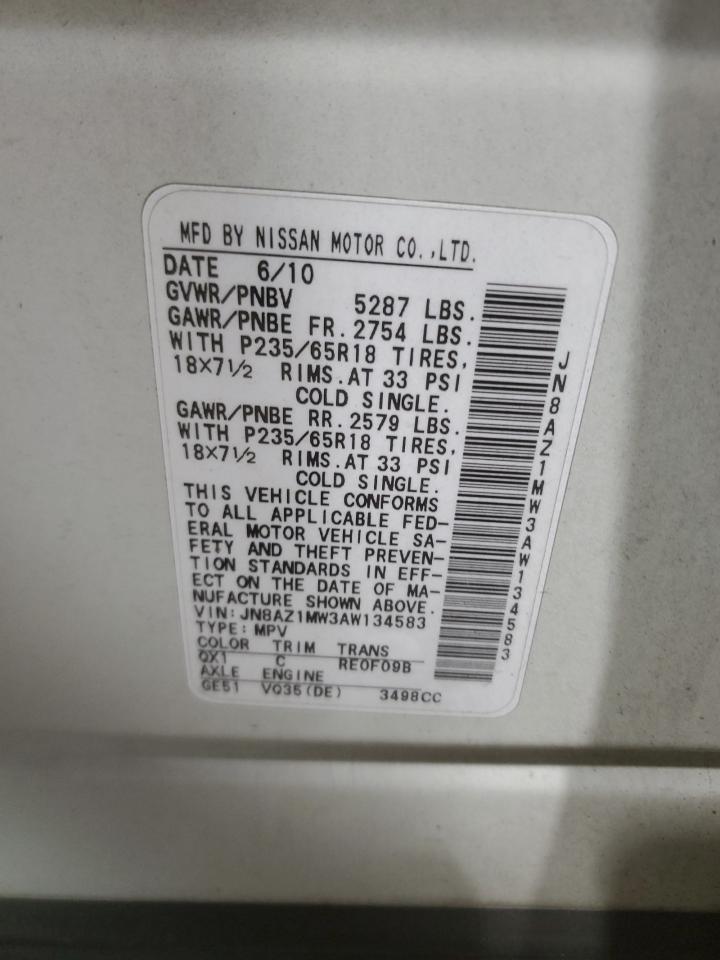 MFD BY NISSAN MOTOR CO.,LTD.
DATE 6/10
GVWR/PNBV 5287 LBS.
GAWR/PNBE FR.2754 LBS.
WITH P235/65R18 TIRES,
18X7½ RIMS.AT 33 PSI
COLD SINGLE.
GAWR/PNBE RR.2579 LBS.
WITH P235/65R18 TIRES,
18X7½ RIMS.AT 33 PSI
COLD SINGLE.
THIS VEHICLE CONFORMS
TO ALL APPLICABLE FED-
ERAL MOTOR VEHICLE SA-
FETY AND THEFT PREVEN-
TION STANDARDS IN EFF-
ECT ON THE DATE OF MA-
NUFACTURE SHOWN ABOVE.
VIN:JN8AZ1MW3AW134583
TYPE:MPV
COLOR TRIM TRANS
QX1 C RE0F09B
AXLE ENGINE
GE51 VQ35(DE) 3498CC
JN8AZ1MW3AW134583